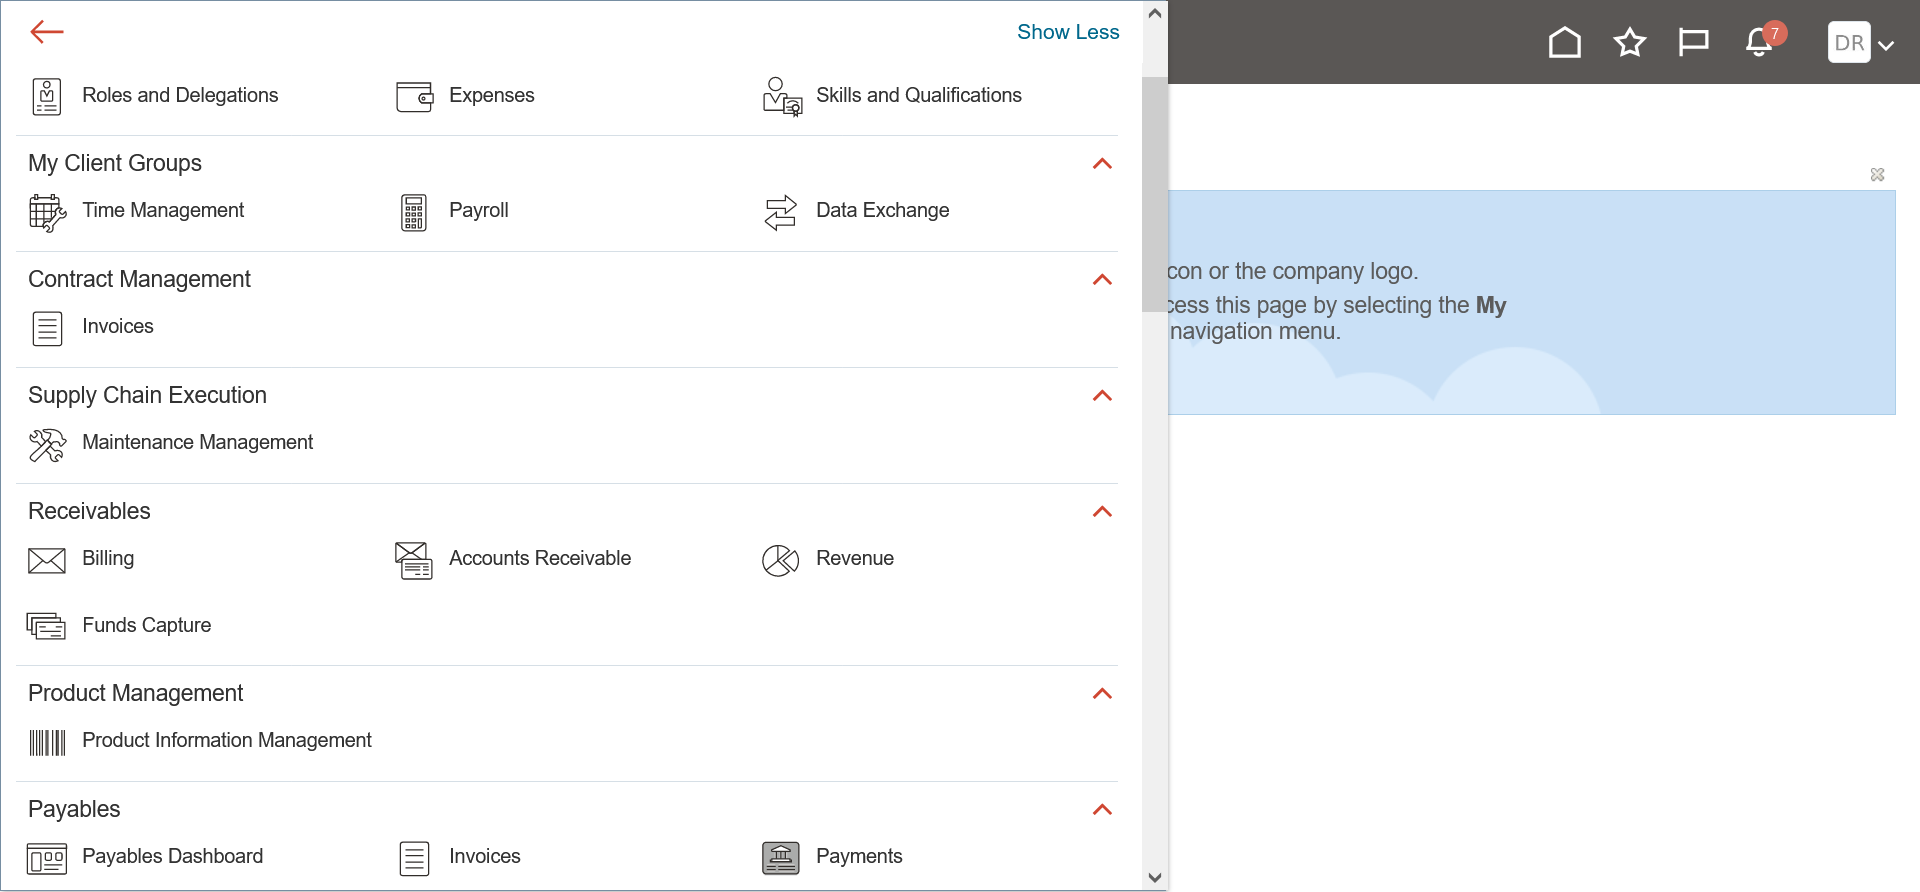 Show Less
Roles and Delegations
Expenses
Skills and Qualifications
My Client Groups
Time Management
Payroll
Data Exchange
Contract Management
Invoices
Supply Chain Execution
Maintenance Management
Receivables
Billing
Accounts Receivable
Revenue
Funds Capture
Product Management
Product Information Management
Payables
Payables Dashboard
Invoices
Payments
7
DR
con or the company logo.
cess this page by selecting the My
navigation menu.